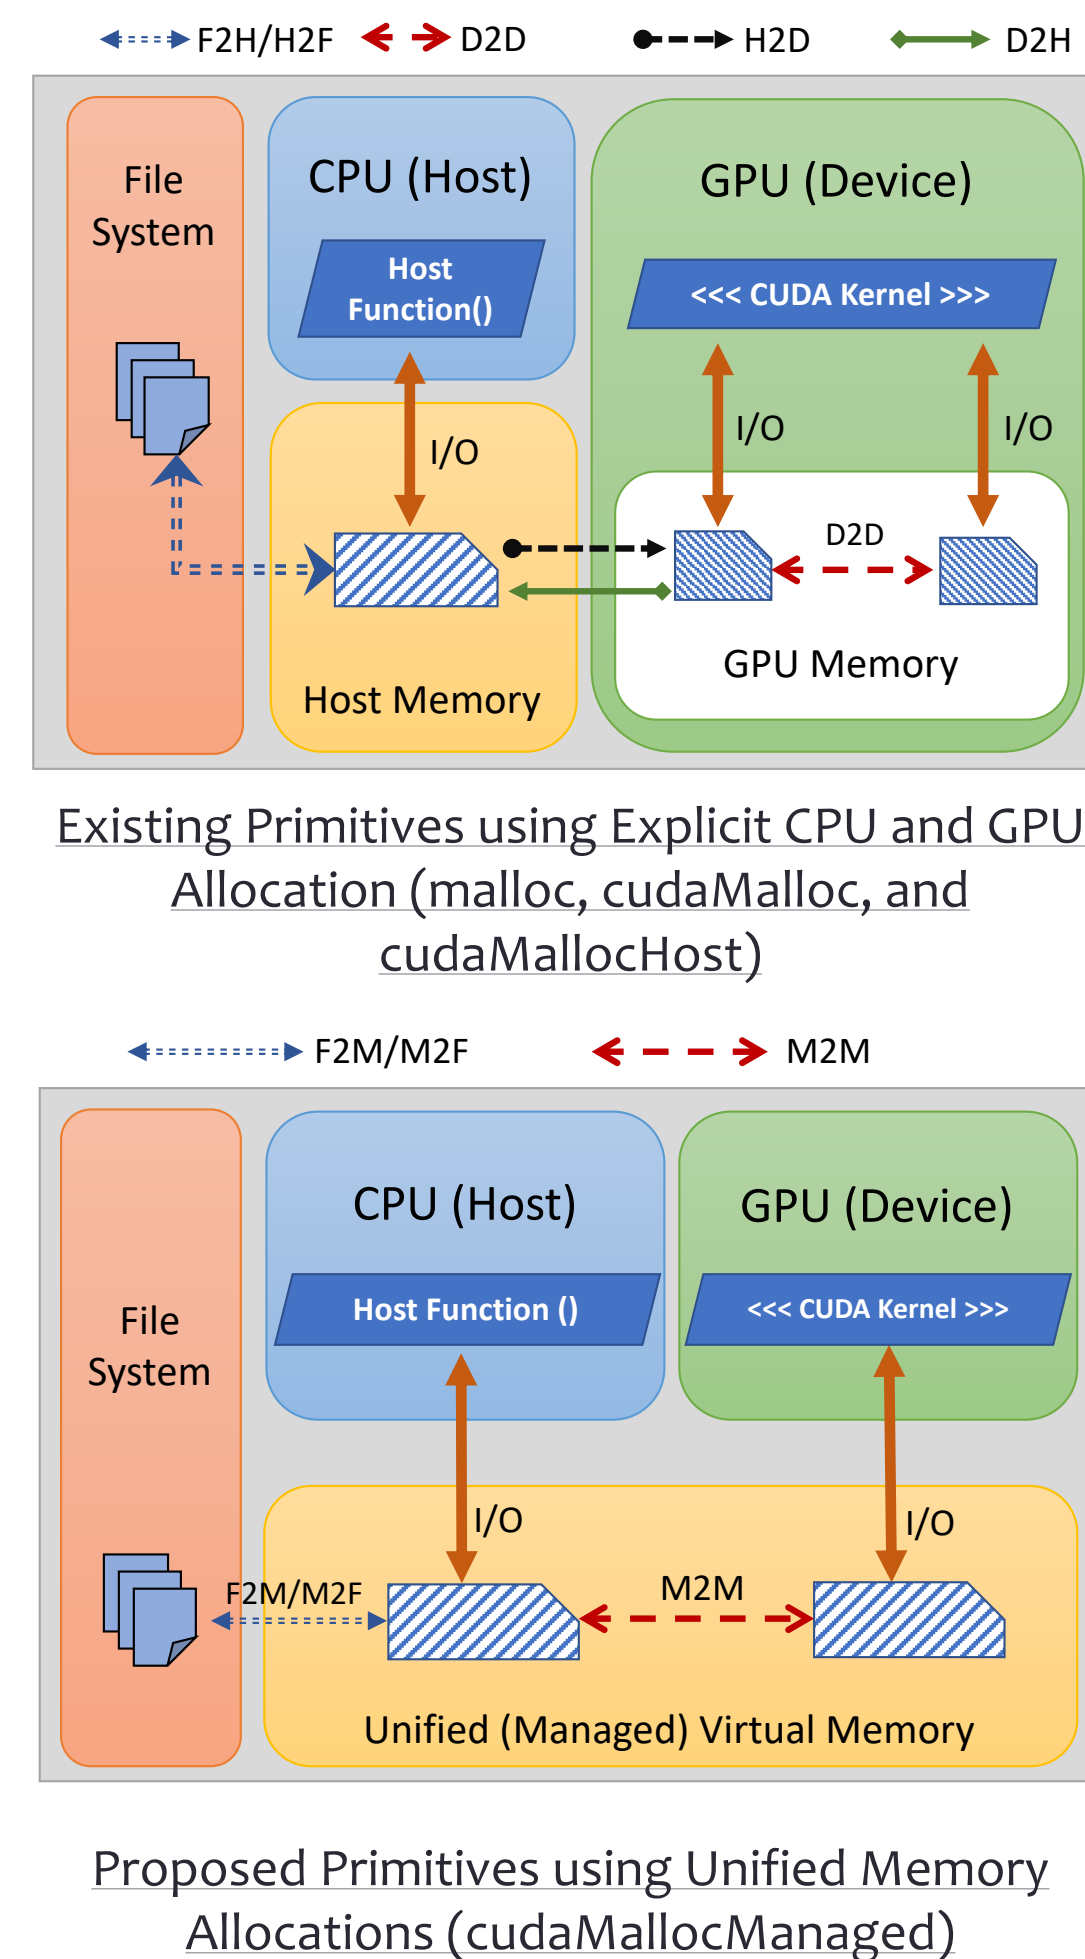 F2H/H2F D2D H2D D2H
File
System
CPU (Host)
GPU (Device)
Host
Function()
<<< CUDA Kernel >>>
I/O
I/O
I/O
D2D
GPU Memory
Host Memory
Existing Primitives using Explicit CPU and GPU
Allocation (malloc, cudaMalloc, and
cudaMallocHost)
F2M/M2F M2M
CPU (Host)
GPU (Device)
Host Function ()
<<< CUDA Kernel >>>
File
System
I/O
I/O
F2M/M2F
M2M
Unified (Managed) Virtual Memory
Proposed Primitives using Unified Memory
Allocations (cudaMallocManaged)